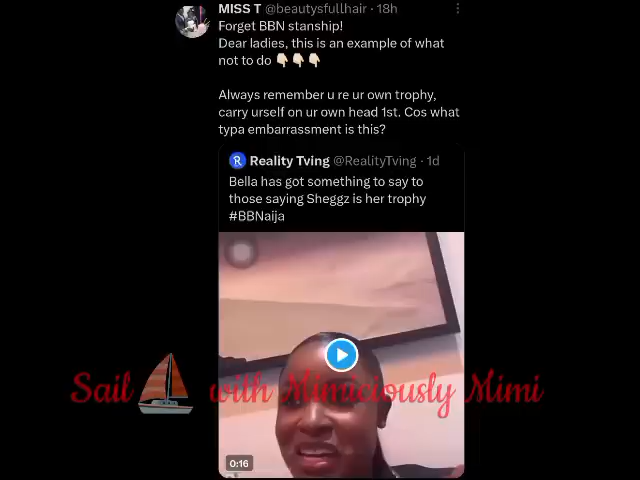 MISS T @beautysfullhair · 18h
Forget BBN stanship!
Dear ladies, this is an example of what
not to do 👇🏻👇🏻👇🏻
Always remember u re ur own trophy,
carry urself on ur own head 1st. Cos what
typa embarrassment is this?
Reality Tving @RealityTving · 1d
Bella has got something to say to
those saying Sheggz is her trophy
#BBNaija
Sail with Mimiciously Mimi
0:16